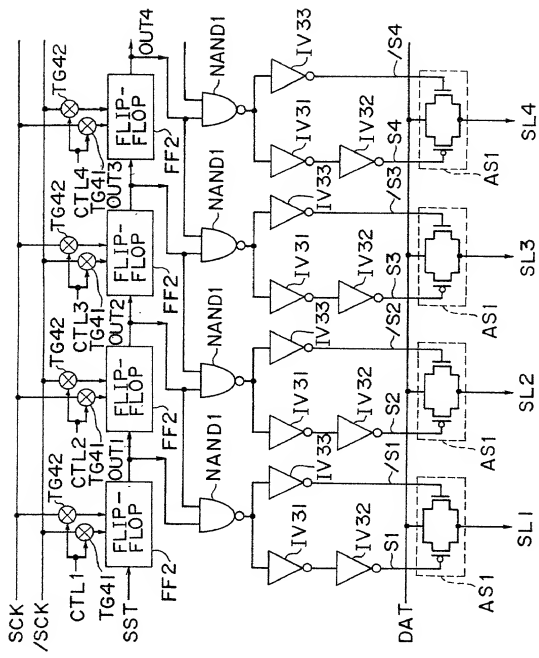 SCK
/SCK
TG42
TG42
TG42
TG42
CTL1
CTL2
CTL3
CTL4
TG41
TG41
TG41
TG41
OUT1
OUT2
OUT3
OUT4
SST
FLIP-
FLOP
FLIP-
FLOP
FLIP-
FLOP
FLIP-
FLOP
FF2
FF2
FF2
FF2
NAND1
NAND1
NAND1
NAND1
IV33
IV33
IV33
IV33
IV31
IV31
IV31
IV31
IV32
IV32
IV32
IV32
S1
/S1
S2
/S2
S3
/S3
S4
/S4
DAT
AS1
AS1
AS1
AS1
SL1
SL2
SL3
SL4